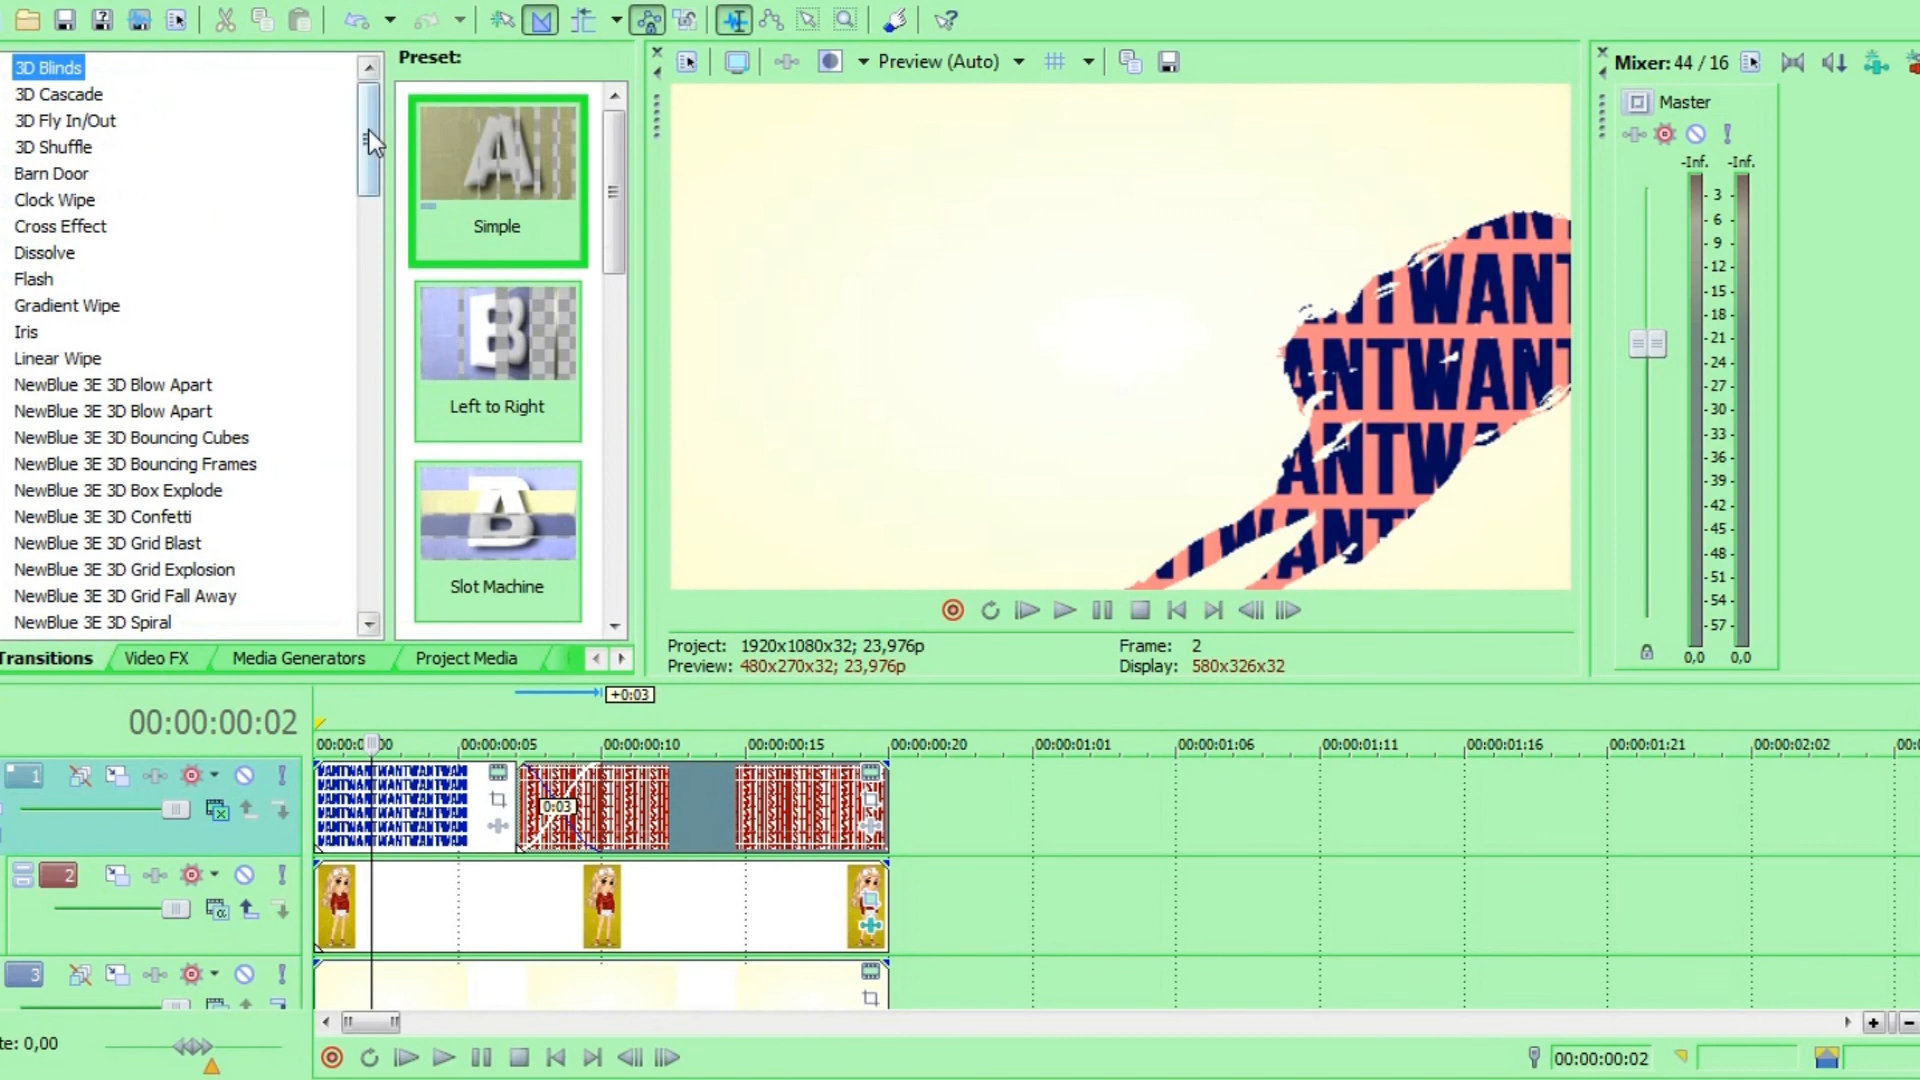 Preset:
Preview (Auto)
Mixer: 44 / 16
3D Blinds
3D Cascade
3D Fly In/Out
3D Shuffle
Barn Door
Clock Wipe
Cross Effect
Dissolve
Flash
Gradient Wipe
Iris
Linear Wipe
NewBlue 3E 3D Blow Apart
NewBlue 3E 3D Blow Apart
NewBlue 3E 3D Bouncing Cubes
NewBlue 3E 3D Bouncing Frames
NewBlue 3E 3D Box Explode
NewBlue 3E 3D Confetti
NewBlue 3E 3D Grid Blast
NewBlue 3E 3D Grid Explosion
NewBlue 3E 3D Grid Fall Away
NewBlue 3E 3D Spiral
A
Simple
B
Left to Right
Slot Machine
ANTWANT
ANTWANT
ANTW
WANT
Master
-Inf. -Inf.
3
6
9
12
15
18
21
24
27
30
33
36
39
42
45
48
51
54
57
0,0 0,0
Transitions Video FX Media Generators Project Media
Project: 1920x1080x32; 23,976p Frame: 2
Preview: 480x270x32; 23,976p Display: 580x326x32
+0:03
00:00:00:02
00:00:00:05 00:00:00:10 00:00:00:15 00:00:00:20 00:00:01:01 00:00:01:06 00:00:01:11 00:00:01:16 00:00:01:21 00:00:02:02
1
WANTWANTWANTWANT
WANTWANTWANTWANT
WANTWANTWANTWANT
WANTWANTWANTWANT
WANTWANTWANTWANT
0:03
2
3
te: 0,00
00:00:00:02